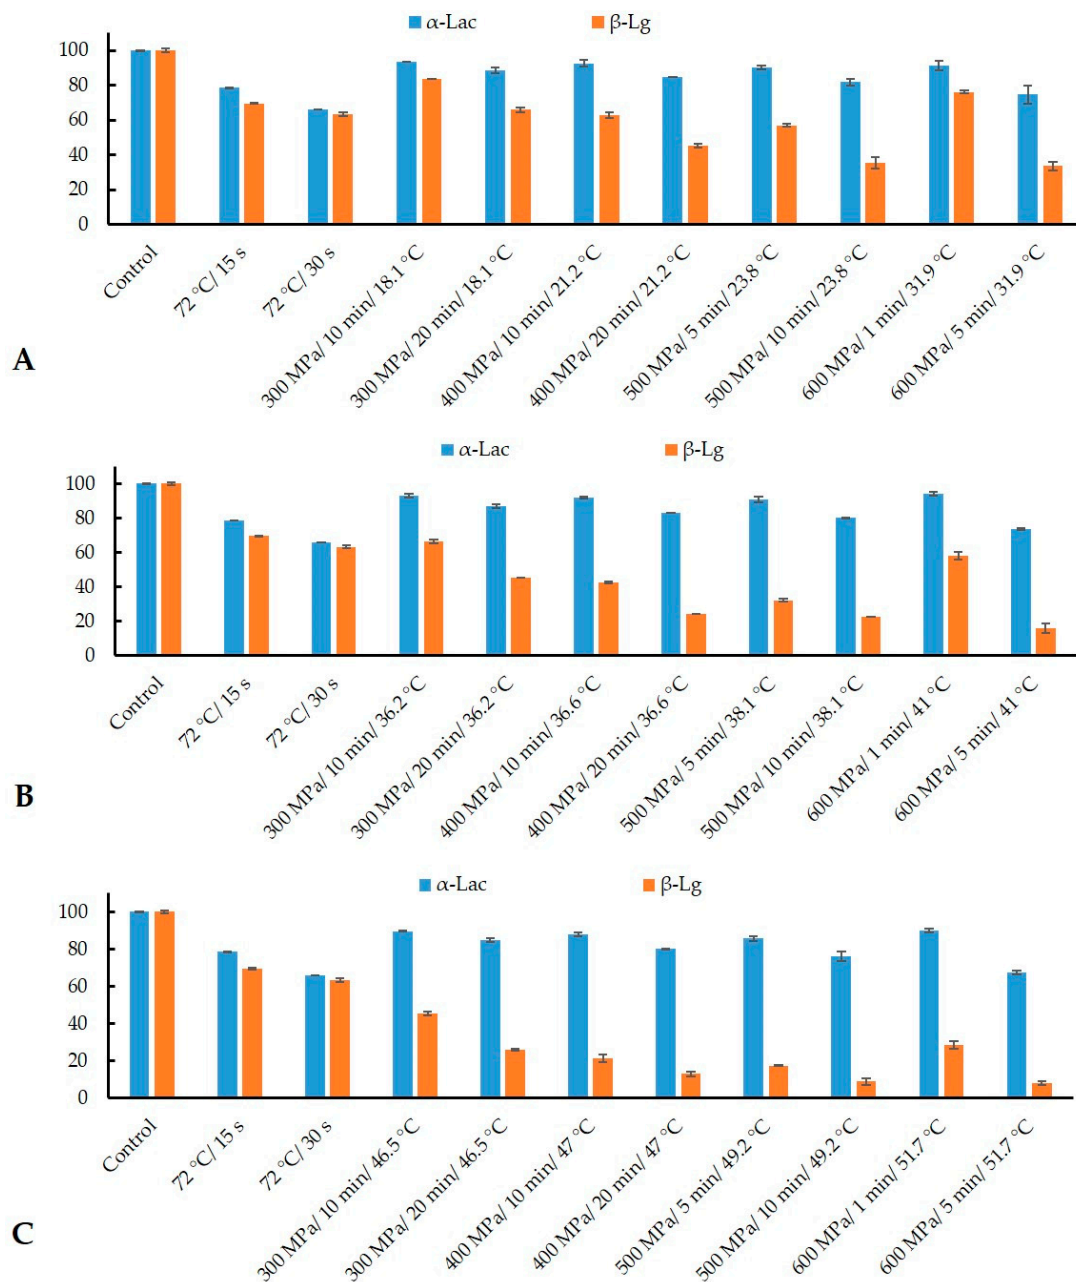 α-Lac β-Lg
100
80
60
40
20
0
Control
72 °C/ 15 s
72 °C/ 30 s
300 MPa/ 10 min/ 18.1 °C
300 MPa/ 20 min/ 18.1 °C
400 MPa/ 10 min/ 21.2 °C
400 MPa/ 20 min/ 21.2 °C
500 MPa/ 5 min/ 23.8 °C
500 MPa/ 10 min/ 23.8 °C
600 MPa/ 1 min/ 31.9 °C
600 MPa/ 5 min/ 31.9 °C
A
α-Lac β-Lg
100
80
60
40
20
0
Control
72 °C/ 15 s
72 °C/ 30 s
300 MPa/ 10 min/ 36.2 °C
300 MPa/ 20 min/ 36.2 °C
400 MPa/ 10 min/ 36.6 °C
400 MPa/ 20 min/ 36.6 °C
500 MPa/ 5 min/ 38.1 °C
500 MPa/ 10 min/ 38.1 °C
600 MPa/ 1 min/ 41 °C
600 MPa/ 5 min/ 41 °C
B
α-Lac β-Lg
100
80
60
40
20
0
Control
72 °C/ 15 s
72 °C/ 30 s
300 MPa/ 10 min/ 46.5 °C
300 MPa/ 20 min/ 46.5 °C
400 MPa/ 10 min/ 47 °C
400 MPa/ 20 min/ 47 °C
500 MPa/ 5 min/ 49.2 °C
500 MPa/ 10 min/ 49.2 °C
600 MPa/ 1 min/ 51.7 °C
600 MPa/ 5 min/ 51.7 °C
C